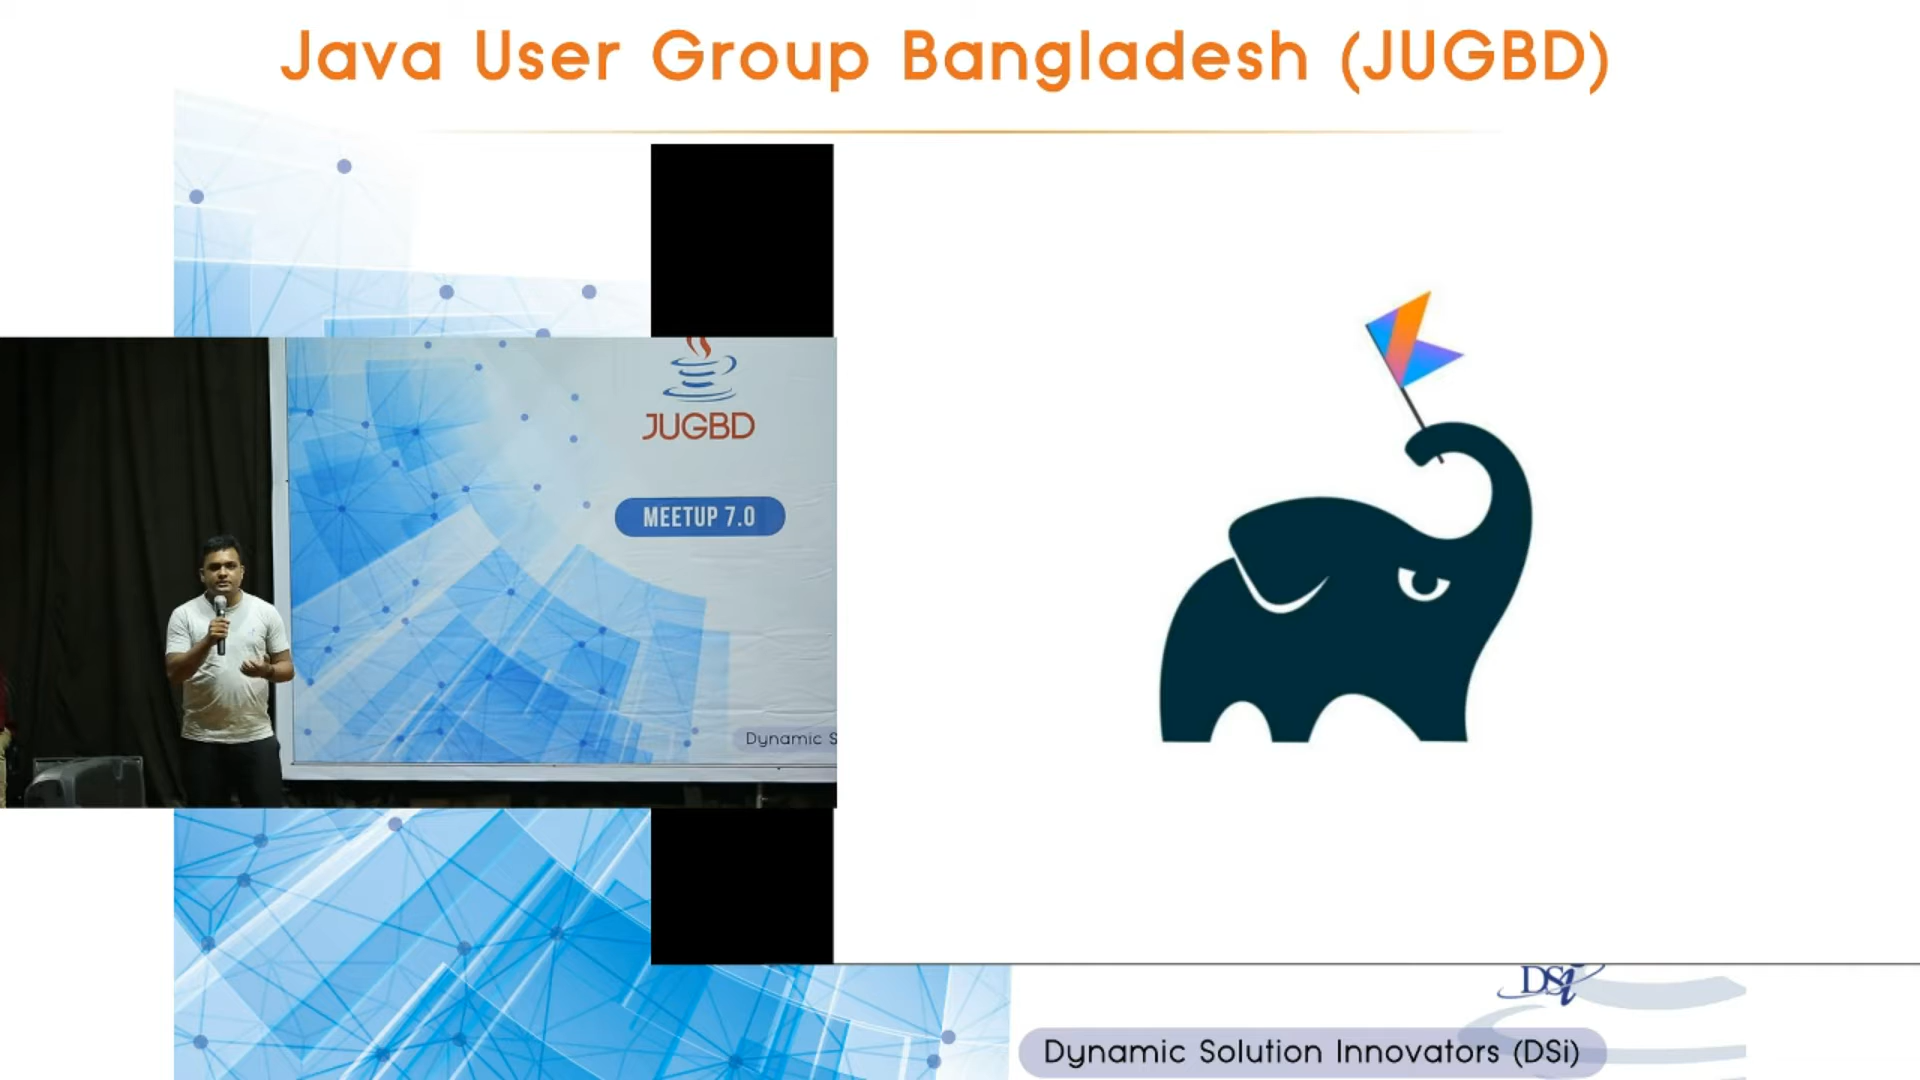 Java User Group Bangladesh (JUGBD)
JUGBD
MEETUP 7.0
Dynamic S
DSi
Dynamic Solution Innovators (DSi)